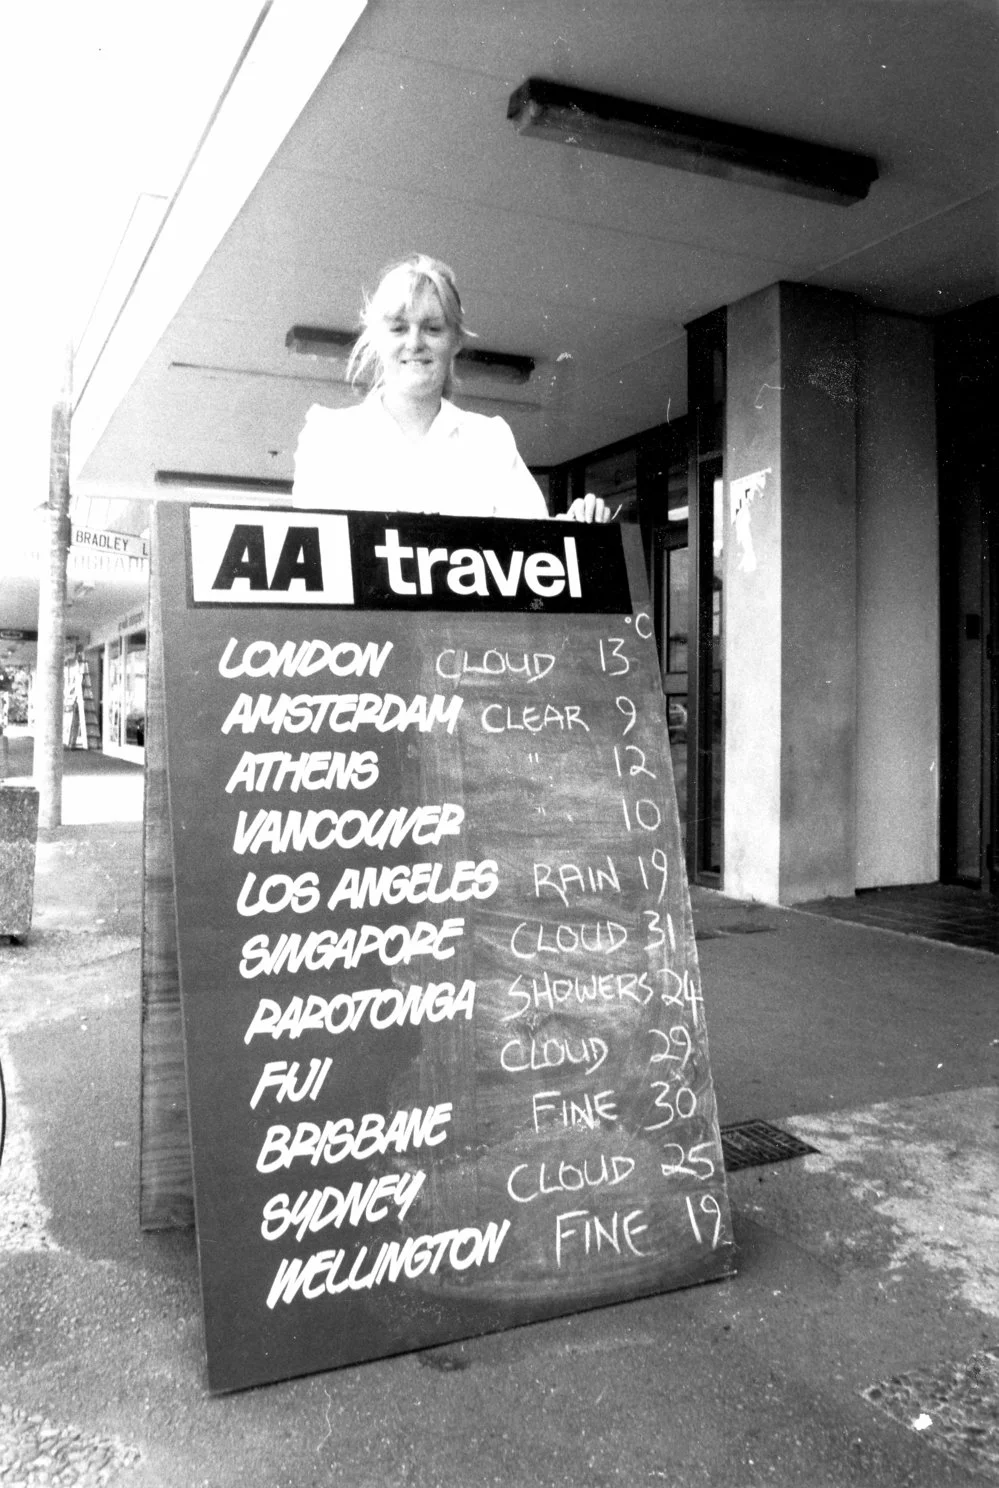 AA travel
°C
LONDON CLOUD 13
AMSTERDAM CLEAR 9
ATHENS " 12
VANCOUVER " 10
LOS ANGELES RAIN 19
SINGAPORE CLOUD 31
RAROTONGA SHOWERS 24
FIJI CLOUD 29
BRISBANE FINE 30
SYDNEY CLOUD 25
WELLINGTON FINE 19
BRADLEY L